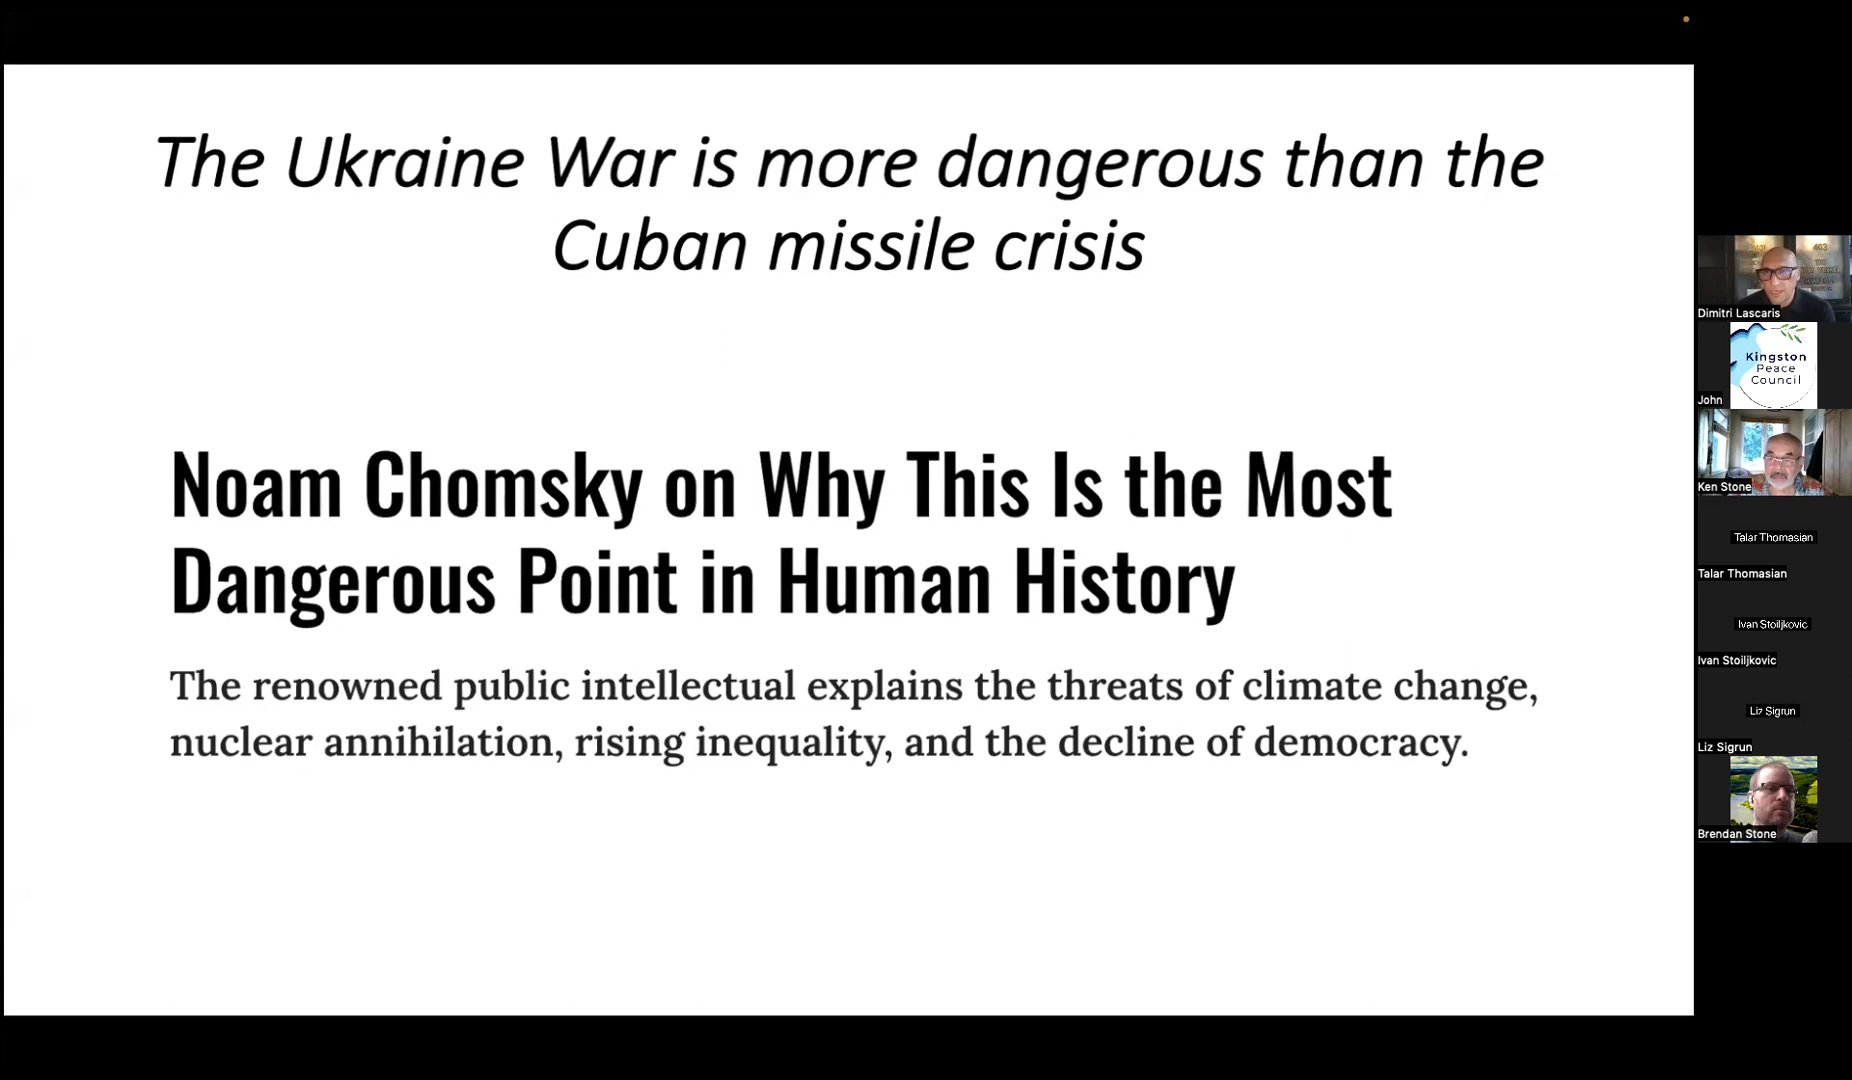 The Ukraine War is more dangerous than the
Cuban missile crisis
Noam Chomsky on Why This Is the Most
Dangerous Point in Human History
The renowned public intellectual explains the threats of climate change,
nuclear annihilation, rising inequality, and the decline of democracy.
403
Dimitri Lascaris
Kingston
Peace
Council
John
Ken Stone
Talar Thomasian
Talar Thomasian
Ivan Stoiljkovic
Ivan Stoiljkovic
Liz Sigrun
Liz Sigrun
Brendan Stone